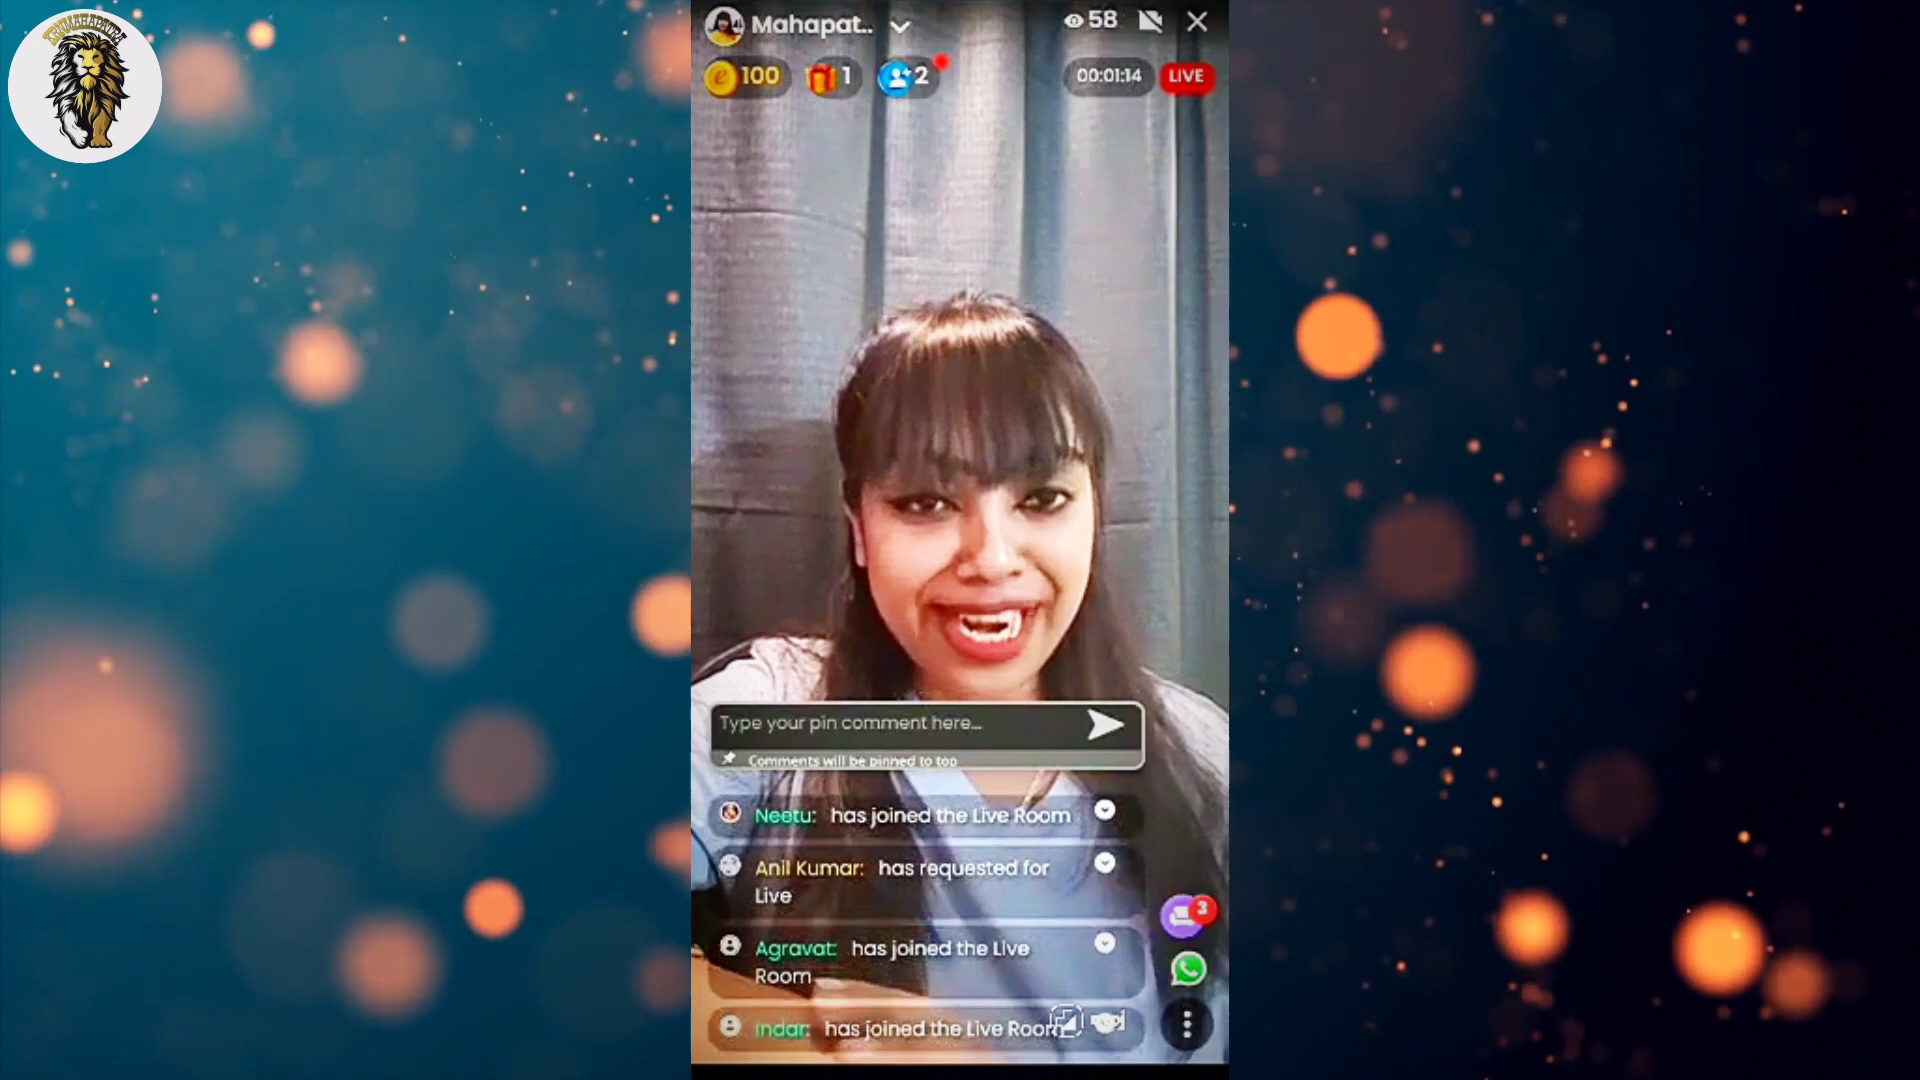 Mahapat..
58
100
1
2
00:01:14
LIVE
Type your pin comment here...
Comments will be pinned to top
Neetu: has joined the Live Room
Anil Kumar: has requested for
Live
3
Agravat: has joined the Live
Room
Indar: has joined the Live Room